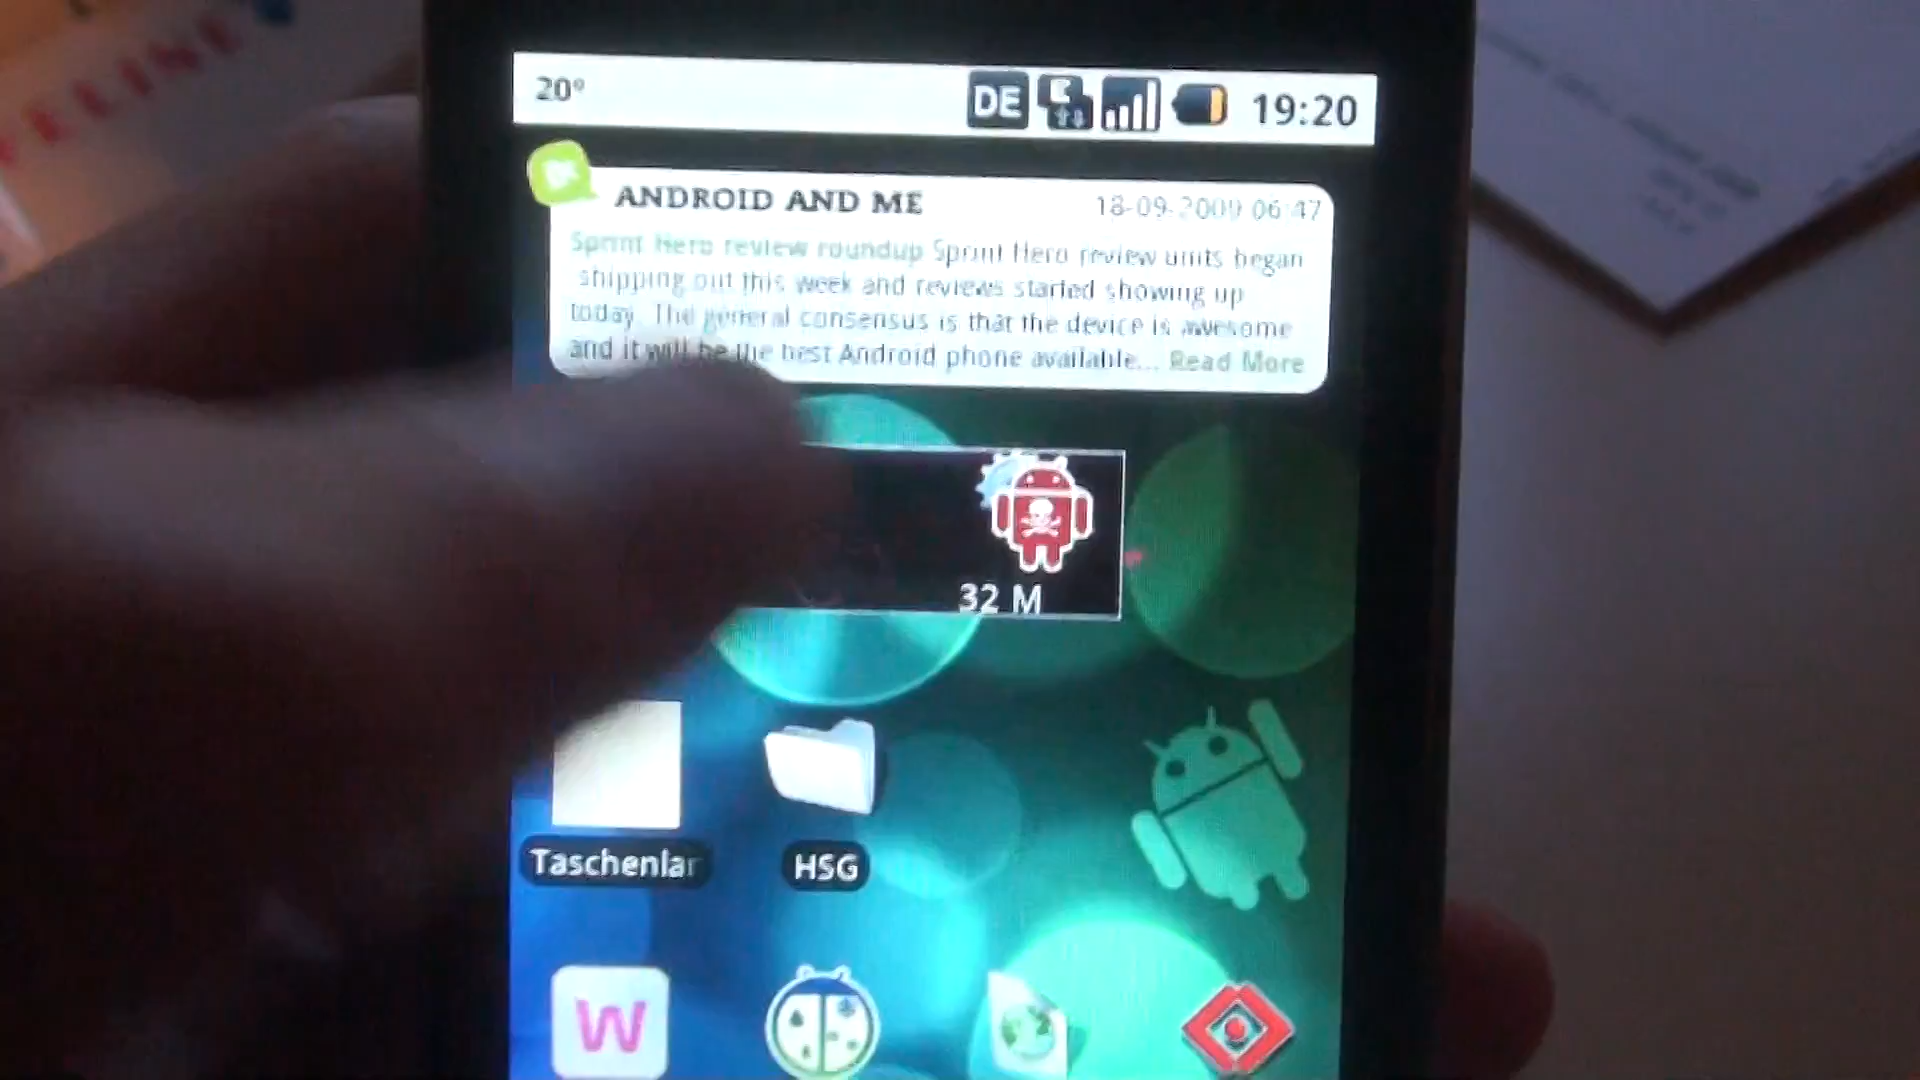 20°
DE
E
19:20
ANDROID AND ME
18-09-2009 06:47
Sprint Hero review roundup Sprint Hero review units began
shipping out this week and reviews started showing up
today. The general consensus is that the device is awesome
and it will be the best Android phone available... Read More
32 M
Taschenlar
HSG
W